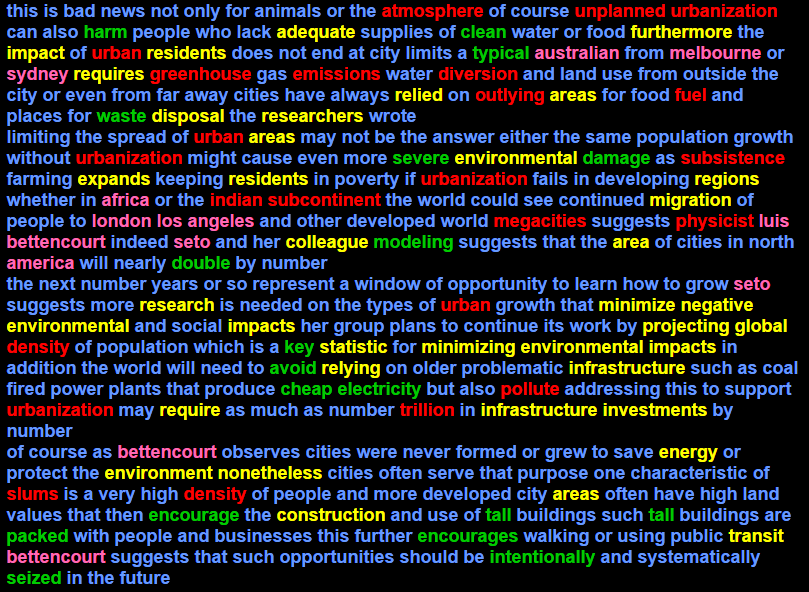 this is bad news not only for animals or the atmosphere of course unplanned urbanization
can also harm people who lack adequate supplies of clean water or food furthermore the
impact of urban residents does not end at city limits a typical australian from melbourne or
sydney requires greenhouse gas emissions water diversion and land use from outside the
city or even from far away cities have always relied on outlying areas for food fuel and
places for waste disposal the researchers wrote
limiting the spread of urban areas may not be the answer either the same population growth
without urbanization might cause even more severe environmental damage as subsistence
farming expands keeping residents in poverty if urbanization fails in developing regions
whether in africa or the indian subcontinent the world could see continued migration of
people to london los angeles and other developed world megacities suggests physicist luis
bettencourt indeed seto and her colleague modeling suggests that the area of cities in north
america will nearly double by number
the next number years or so represent a window of opportunity to learn how to grow seto
suggests more research is needed on the types of urban growth that minimize negative
environmental and social impacts her group plans to continue its work by projecting global
density of population which is a key statistic for minimizing environmental impacts in
addition the world will need to avoid relying on older problematic infrastructure such as coal
fired power plants that produce cheap electricity but also pollute addressing this to support
urbanization may require as much as number trillion in infrastructure investments by
number
of course as bettencourt observes cities were never formed or grew to save energy or
protect the environment nonetheless cities often serve that purpose one characteristic of
slums is a very high density of people and more developed city areas often have high land
values that then encourage the construction and use of tall buildings such tall buildings are
packed with people and businesses this further encourages walking or using public transit
bettencourt suggests that such opportunities should be intentionally and systematically
seized in the future